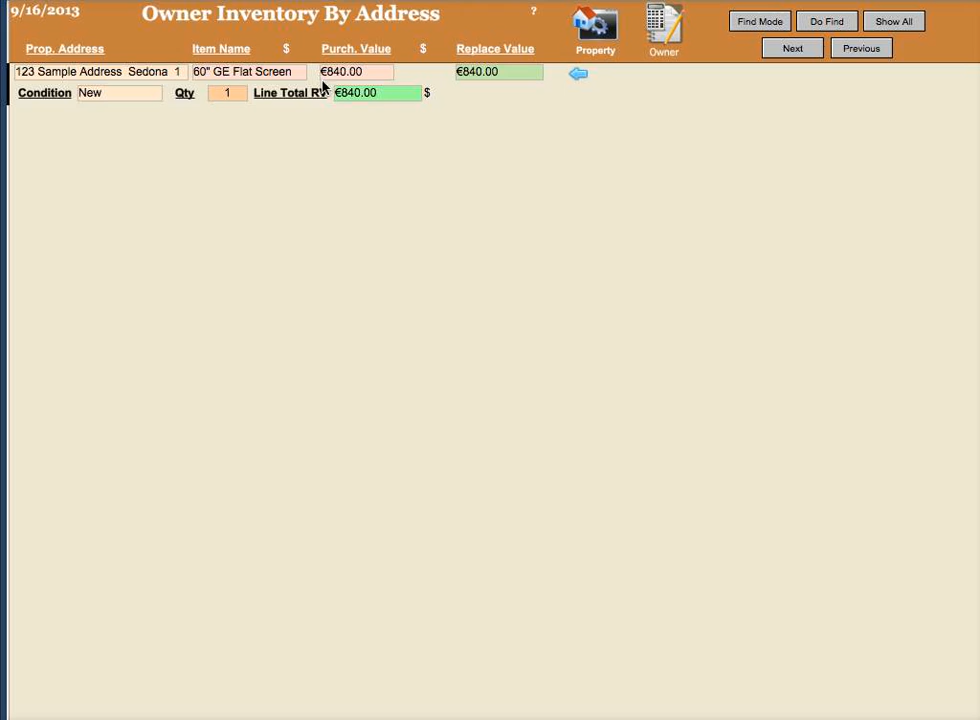 9/16/2013 Owner Inventory By Address ? Find Mode Do Find Show All
Prop. Address Item Name $ Purch. Value $ Replace Value Property Owner Next Previous
123 Sample Address Sedona 1 60" GE Flat Screen €840.00 €840.00
Condition New Qty 1 Line Total RV €840.00 $